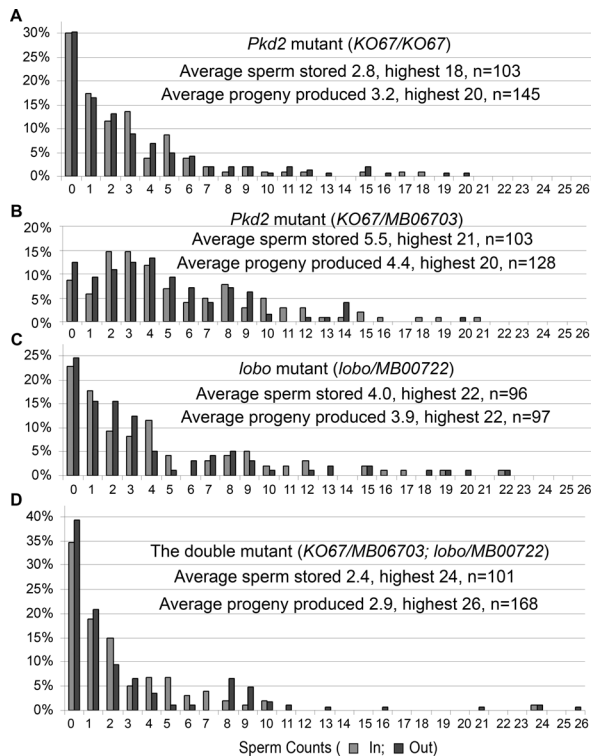 A
30%
25%
20%
15%
10%
5%
0%
Pkd2 mutant (KO67/KO67)
Average sperm stored 2.8, highest 18, n=103
Average progeny produced 3.2, highest 20, n=145
0 1 2 3 4 5 6 7 8 9 10 11 12 13 14 15 16 17 18 19 20 21 22 23 24 25 26
B
20%
15%
10%
5%
0%
Pkd2 mutant (KO67/MB06703)
Average sperm stored 5.5, highest 21, n=103
Average progeny produced 4.4, highest 20, n=128
0 1 2 3 4 5 6 7 8 9 10 11 12 13 14 15 16 17 18 19 20 21 22 23 24 25 26
C
25%
20%
15%
10%
5%
0%
lobo mutant (lobo/MB00722)
Average sperm stored 4.0, highest 22, n=96
Average progeny produced 3.9, highest 22, n=97
0 1 2 3 4 5 6 7 8 9 10 11 12 13 14 15 16 17 18 19 20 21 22 23 24 25 26
D
40%
35%
30%
25%
20%
15%
10%
5%
0%
The double mutant (KO67/MB06703; lobo/MB00722)
Average sperm stored 2.4, highest 24, n=101
Average progeny produced 2.9, highest 26, n=168
0 1 2 3 4 5 6 7 8 9 10 11 12 13 14 15 16 17 18 19 20 21 22 23 24 25 26
Sperm Counts ( In; Out)